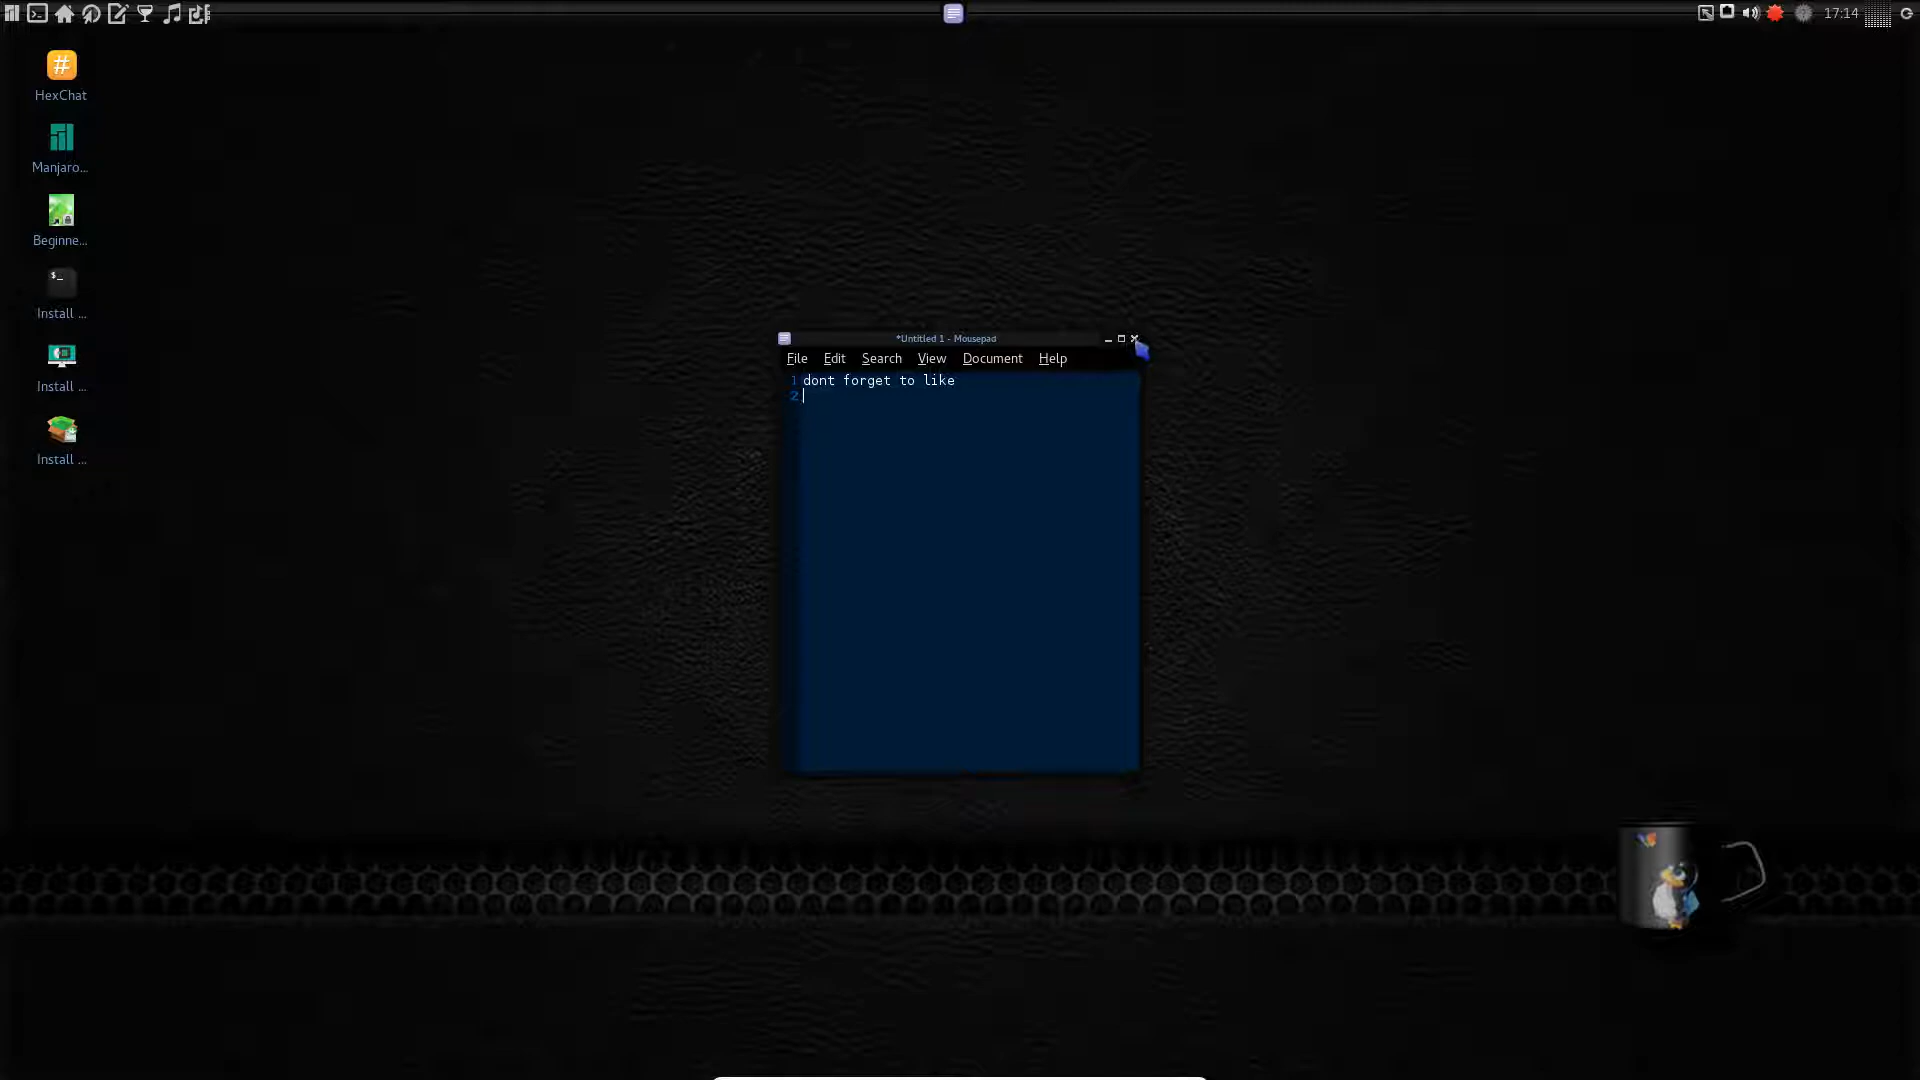 17:14
HexChat
Manjaro...
Beginne...
Install ...
Install ...
Install ...
*Untitled 1 - Mousepad
File Edit Search View Document Help
1 dont forget to like
2